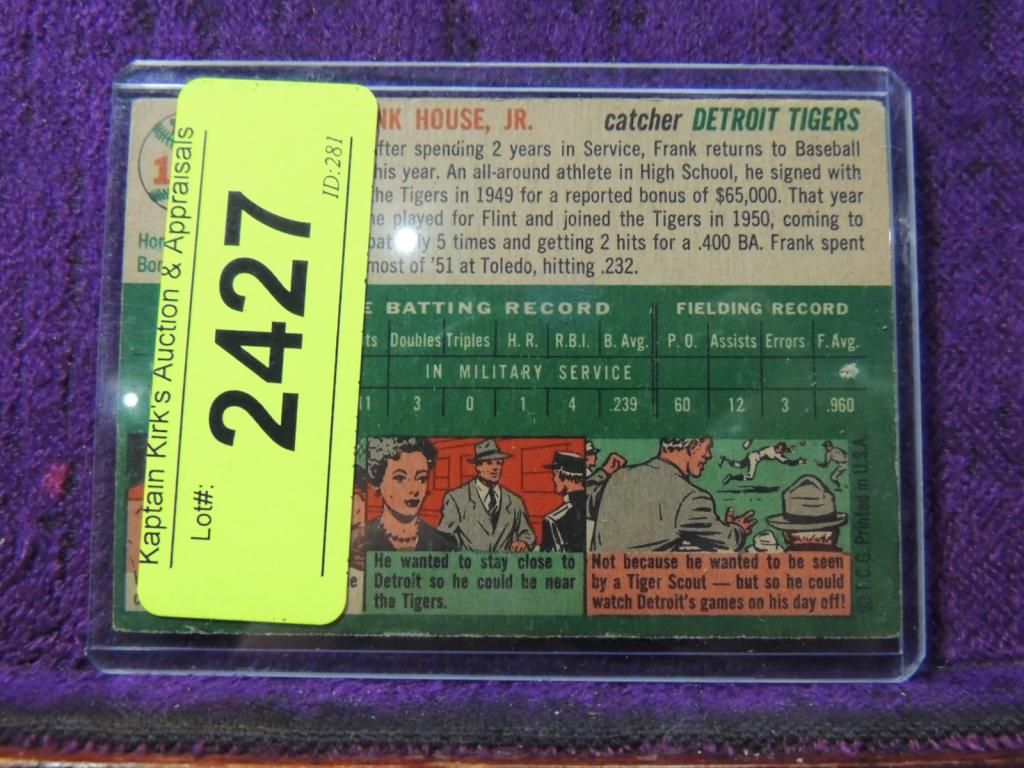 Kaptain Kirk's Auction & Appraisals
Lot#:
2427
ID:281
1
NK HOUSE, JR. catcher DETROIT TIGERS
fter spending 2 years in Service, Frank returns to Baseball
his year. An all-around athlete in High School, he signed with
he Tigers in 1949 for a reported bonus of $65,000. That year
he played for Flint and joined the Tigers in 1950, coming to
5 times and getting 2 hits for a .400 BA. Frank spent
most of '51 at Toledo, hitting .232.
Hor
Bor
E BATTING RECORD FIELDING RECORD
ts Doubles Triples H. R. R.B.I. B. Avg. P. O. Assists Errors F. Avg.
IN MILITARY SERVICE
11 3 0 1 4 .239 60 12 3 .960
He wanted to stay close to
Detroit so he could be near
the Tigers.
Not because he wanted to be seen
by a Tiger Scout — but so he could
watch Detroit's games on his day off!
© T.C.G. Printed in U.S.A.